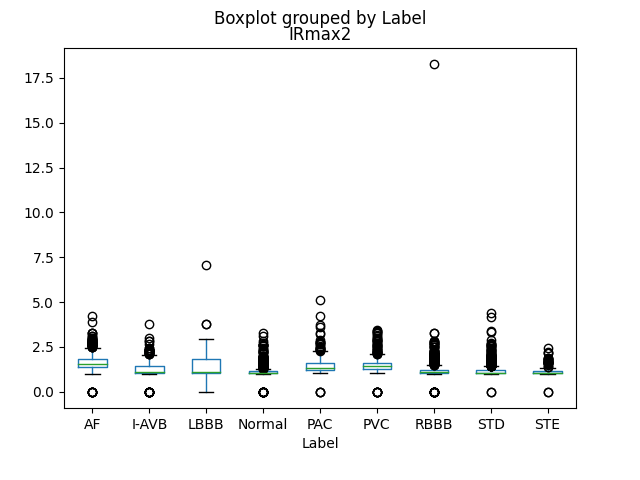 Boxplot grouped by Label
IRmax2
17.5
15.0
12.5
10.0
7.5
5.0
2.5
0.0
AF I-AVB LBBB Normal PAC PVC RBBB STD STE
Label